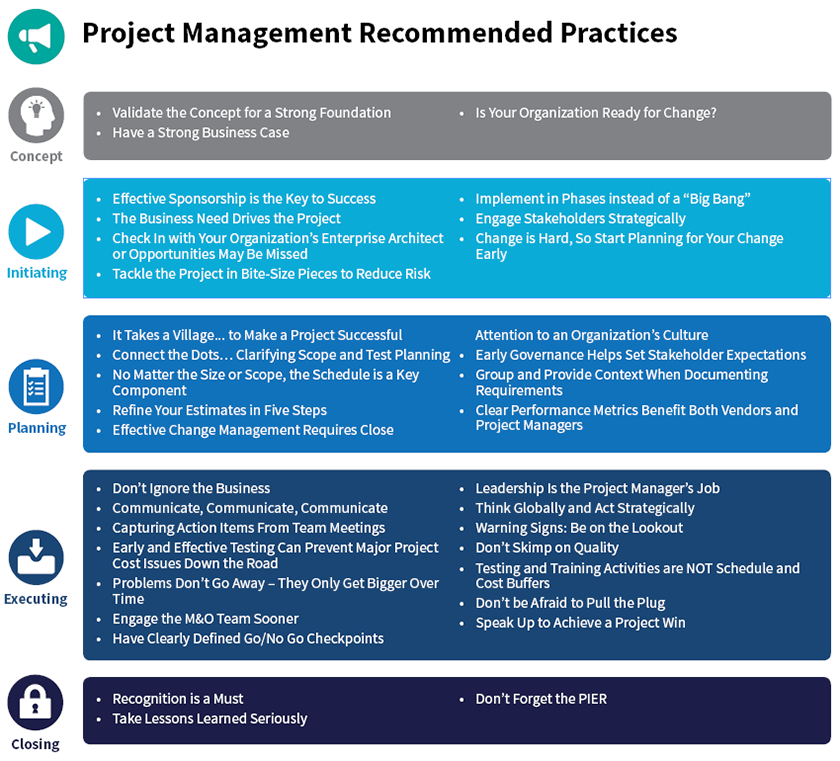 Project Management Recommended Practices
Concept
• Validate the Concept for a Strong Foundation
• Have a Strong Business Case
• Is Your Organization Ready for Change?
Initiating
• Effective Sponsorship is the Key to Success
• The Business Need Drives the Project
• Check In with Your Organization’s Enterprise Architect
or Opportunities May Be Missed
• Tackle the Project in Bite-Size Pieces to Reduce Risk
• Implement in Phases instead of a “Big Bang”
• Engage Stakeholders Strategically
• Change is Hard, So Start Planning for Your Change
Early
Planning
• It Takes a Village... to Make a Project Successful
• Connect the Dots… Clarifying Scope and Test Planning
• No Matter the Size or Scope, the Schedule is a Key
Component
• Refine Your Estimates in Five Steps
• Effective Change Management Requires Close
Attention to an Organization’s Culture
• Early Governance Helps Set Stakeholder Expectations
• Group and Provide Context When Documenting
Requirements
• Clear Performance Metrics Benefit Both Vendors and
Project Managers
Executing
• Don’t Ignore the Business
• Communicate, Communicate, Communicate
• Capturing Action Items From Team Meetings
• Early and Effective Testing Can Prevent Major Project
Cost Issues Down the Road
• Problems Don’t Go Away – They Only Get Bigger Over
Time
• Engage the M&O Team Sooner
• Have Clearly Defined Go/No Go Checkpoints
• Leadership Is the Project Manager’s Job
• Think Globally and Act Strategically
• Warning Signs: Be on the Lookout
• Don’t Skimp on Quality
• Testing and Training Activities are NOT Schedule and
Cost Buffers
• Don’t be Afraid to Pull the Plug
• Speak Up to Achieve a Project Win
Closing
• Recognition is a Must
• Take Lessons Learned Seriously
• Don’t Forget the PIER